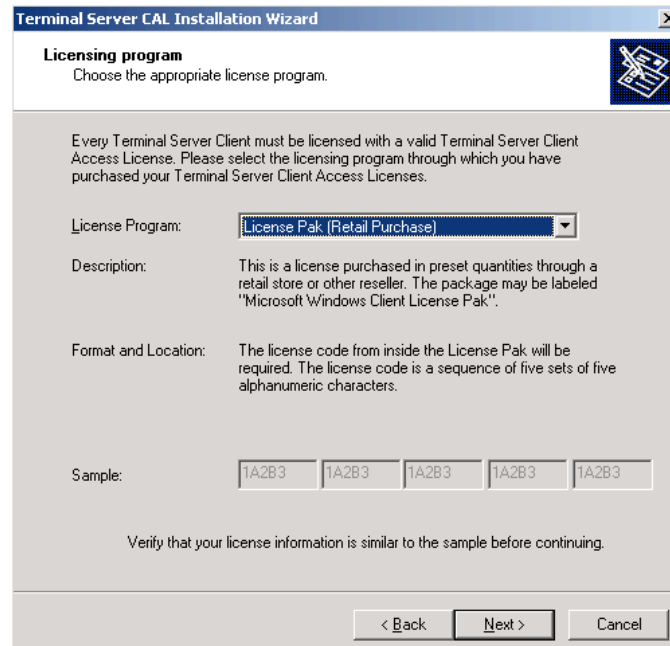 Terminal Server CAL Installation Wizard
Licensing program
Choose the appropriate license program.
Every Terminal Server Client must be licensed with a valid Terminal Server Client
Access License. Please select the licensing program through which you have
purchased your Terminal Server Client Access Licenses.
License Program: License Pak (Retail Purchase)
Description: This is a license purchased in preset quantities through a
retail store or other reseller. The package may be labeled
"Microsoft Windows Client License Pak".
Format and Location: The license code from inside the License Pak will be
required. The license code is a sequence of five sets of five
alphanumeric characters.
Sample: 1A2B3 1A2B3 1A2B3 1A2B3 1A2B3
Verify that your license information is similar to the sample before continuing.
< Back Next > Cancel